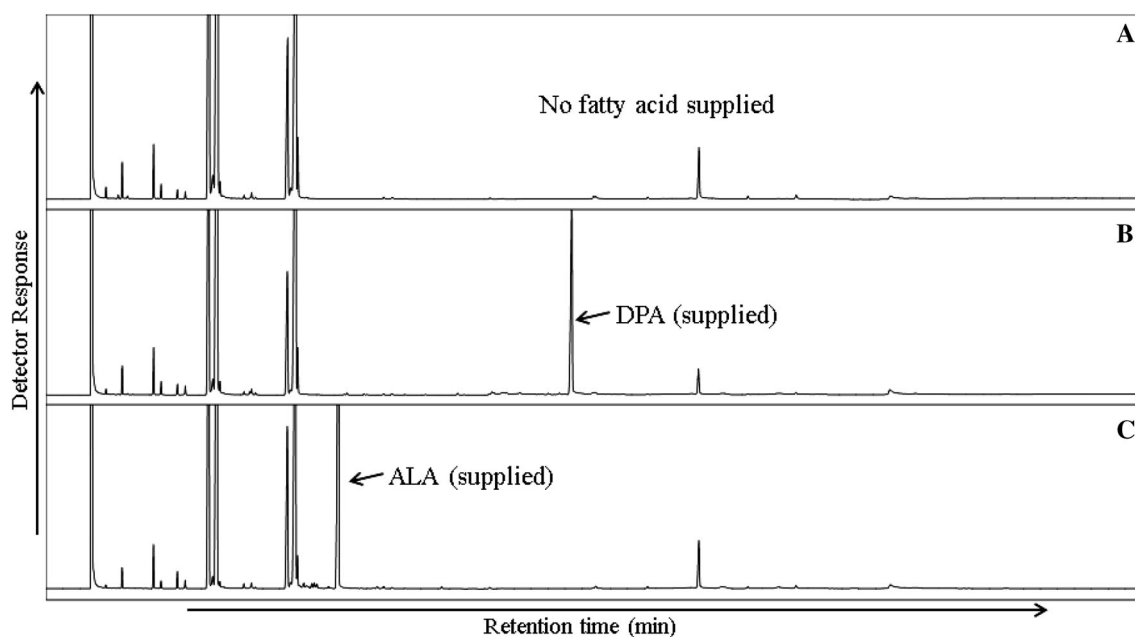 A
No fatty acid supplied
B
DPA (supplied)
C
ALA (supplied)
Detector Response
Retention time (min)